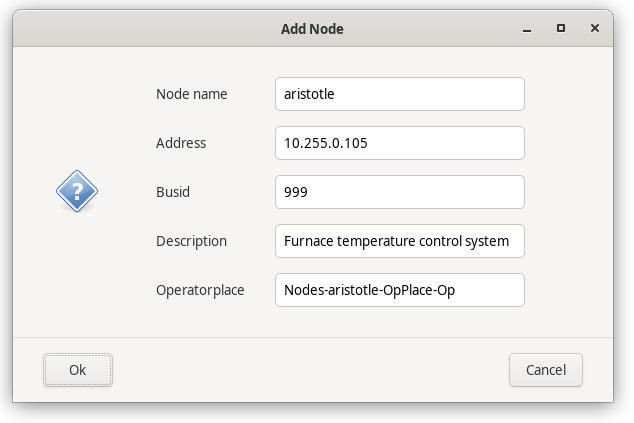 Add Node
Node name aristotle
Address 10.255.0.105
Busid 999
Description Furnace temperature control system
Operatorplace Nodes-aristotle-OpPlace-Op
Ok Cancel